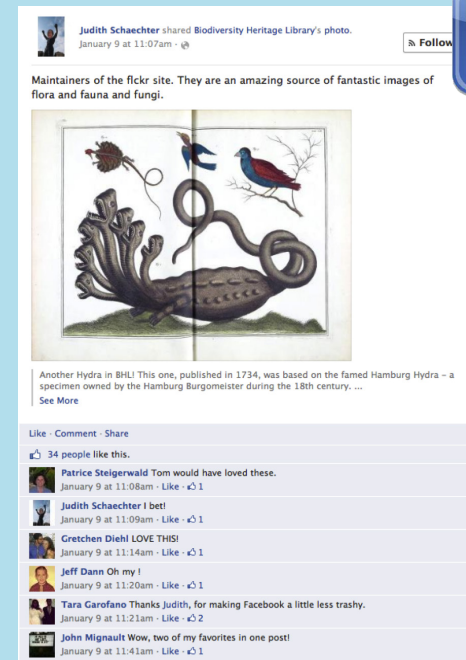 Judith Schaechter shared Biodiversity Heritage Library's photo.
January 9 at 11:07am ·
Follow
Maintainers of the flckr site. They are an amazing source of fantastic images of
flora and fauna and fungi.
Another Hydra in BHL! This one, published in 1734, was based on the famed Hamburg Hydra – a
specimen owned by the Hamburg Burgomeister during the 18th century. ...
See More
Like · Comment · Share
34 people like this.
Patrice Steigerwald Tom would have loved these.
January 9 at 11:08am · Like · 1
Judith Schaechter I bet!
January 9 at 11:09am · Like · 1
Gretchen Diehl LOVE THIS!
January 9 at 11:14am · Like · 1
Jeff Dann Oh my !
January 9 at 11:20am · Like · 1
Tara Garofano Thanks Judith, for making Facebook a little less trashy.
January 9 at 11:21am · Like · 2
John Mignault Wow, two of my favorites in one post!
January 9 at 11:41am · Like · 1